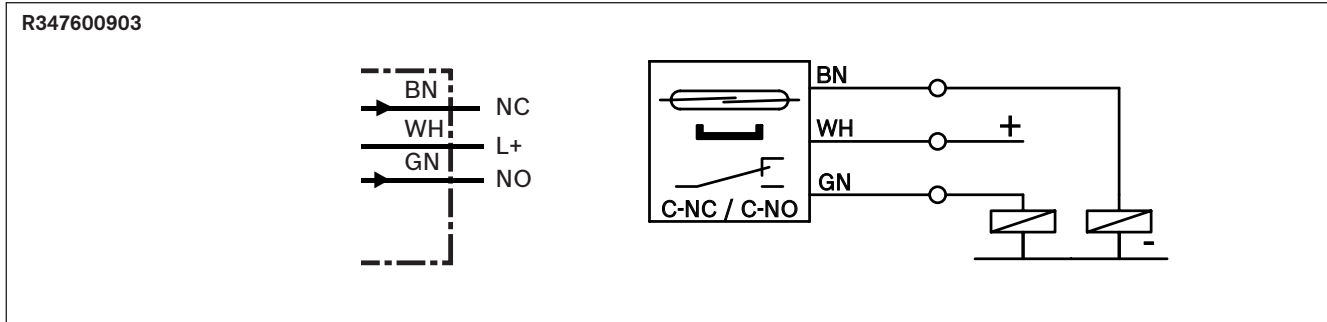 R347600903
BN
NC
WH
L+
GN
NO
BN
WH
+
GN
C-NC / C-NO
-